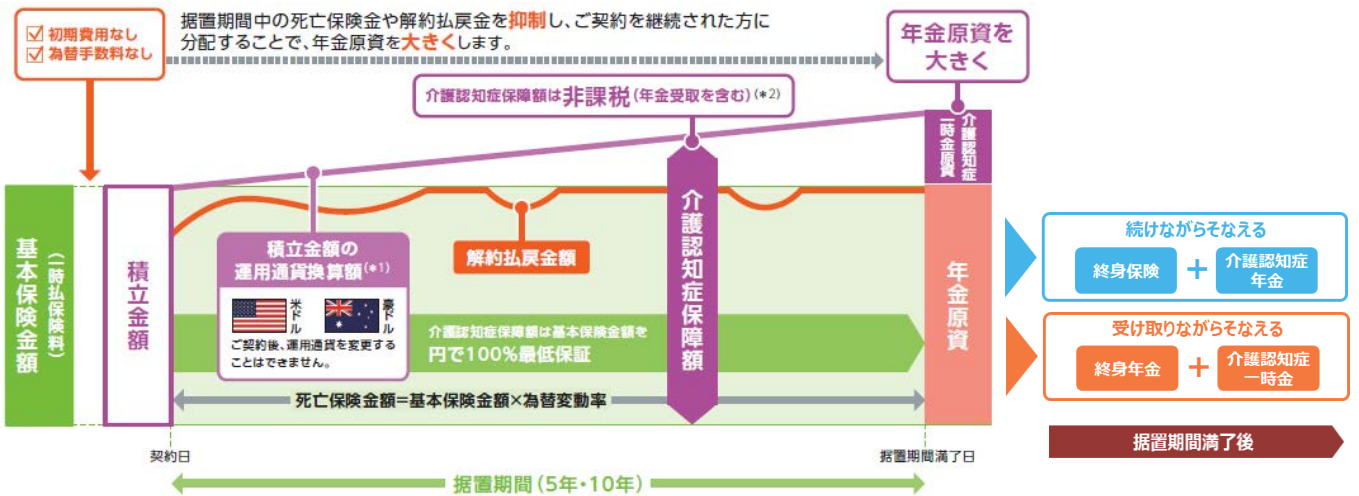 初期費用なし
為替手数料なし
据置期間中の死亡保険金や解約払戻金を抑制し、ご契約を継続された方に
分配することで、年金原資を大きくします。
年金原資を
大きく
介護認知症保障額は非課税(年金受取を含む)(*2)
介護認知症
一時金原資
基本保険金額
(一時払保険料)
積立金額
積立金額の
運用通貨換算額(*1)
米ドル
豪ドル
ご契約後、運用通貨を変更する
ことはできません。
解約払戻金額
介護認知症保障額
介護認知症保障額は基本保険金額を
円で100%最低保証
死亡保険金額=基本保険金額×為替変動率
年金原資
続けながらそなえる
終身保険
+
介護認知症
年金
受け取りながらそなえる
終身年金
+
介護認知症
一時金
据置期間満了後
契約日
据置期間満了日
据置期間(5年・10年)